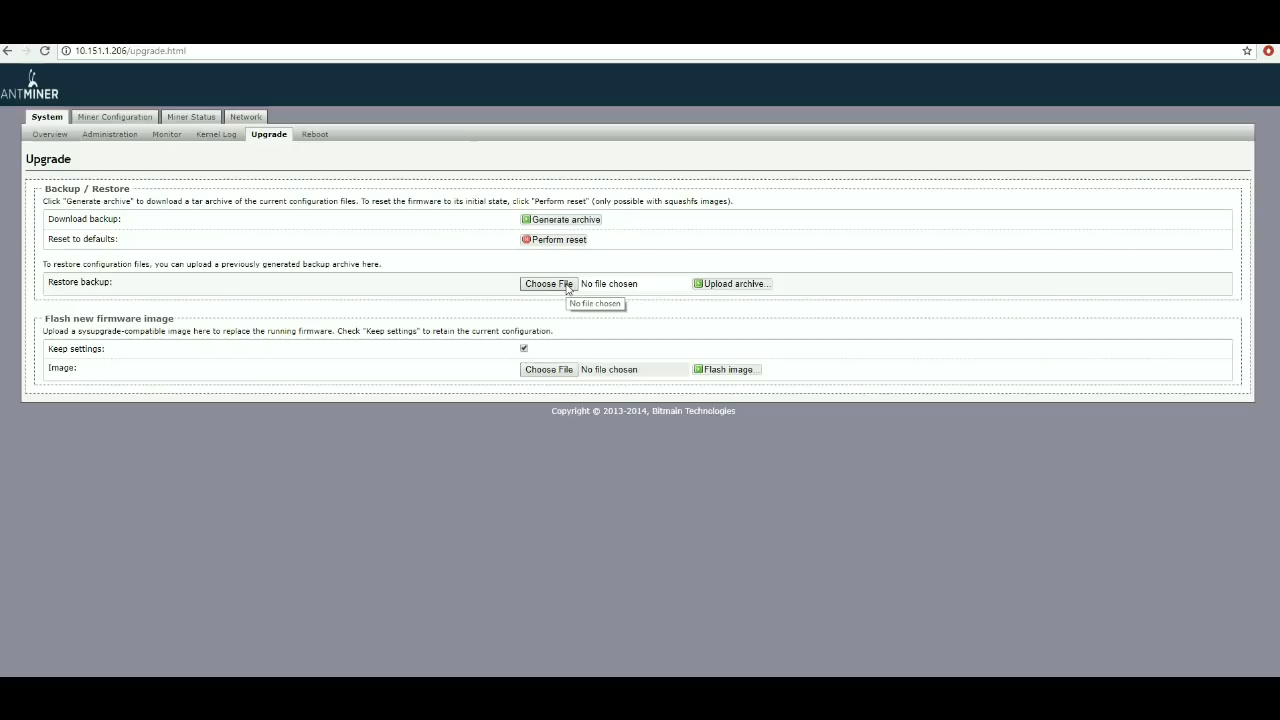 10.151.1.206/upgrade.html
ANTMINER
System Miner Configuration Miner Status Network
Overview Administration Monitor Kernel Log Upgrade Reboot
Upgrade
Backup / Restore
Click "Generate archive" to download a tar archive of the current configuration files. To reset the firmware to its initial state, click "Perform reset" (only possible with squashfs images).
Download backup: Generate archive
Reset to defaults: Perform reset
To restore configuration files, you can upload a previously generated backup archive here.
Restore backup: Choose File No file chosen Upload archive...
No file chosen
Flash new firmware image
Upload a sysupgrade-compatible image here to replace the running firmware. Check "Keep settings" to retain the current configuration.
Keep settings:
Image: Choose File No file chosen Flash image...
Copyright © 2013-2014, Bitmain Technologies